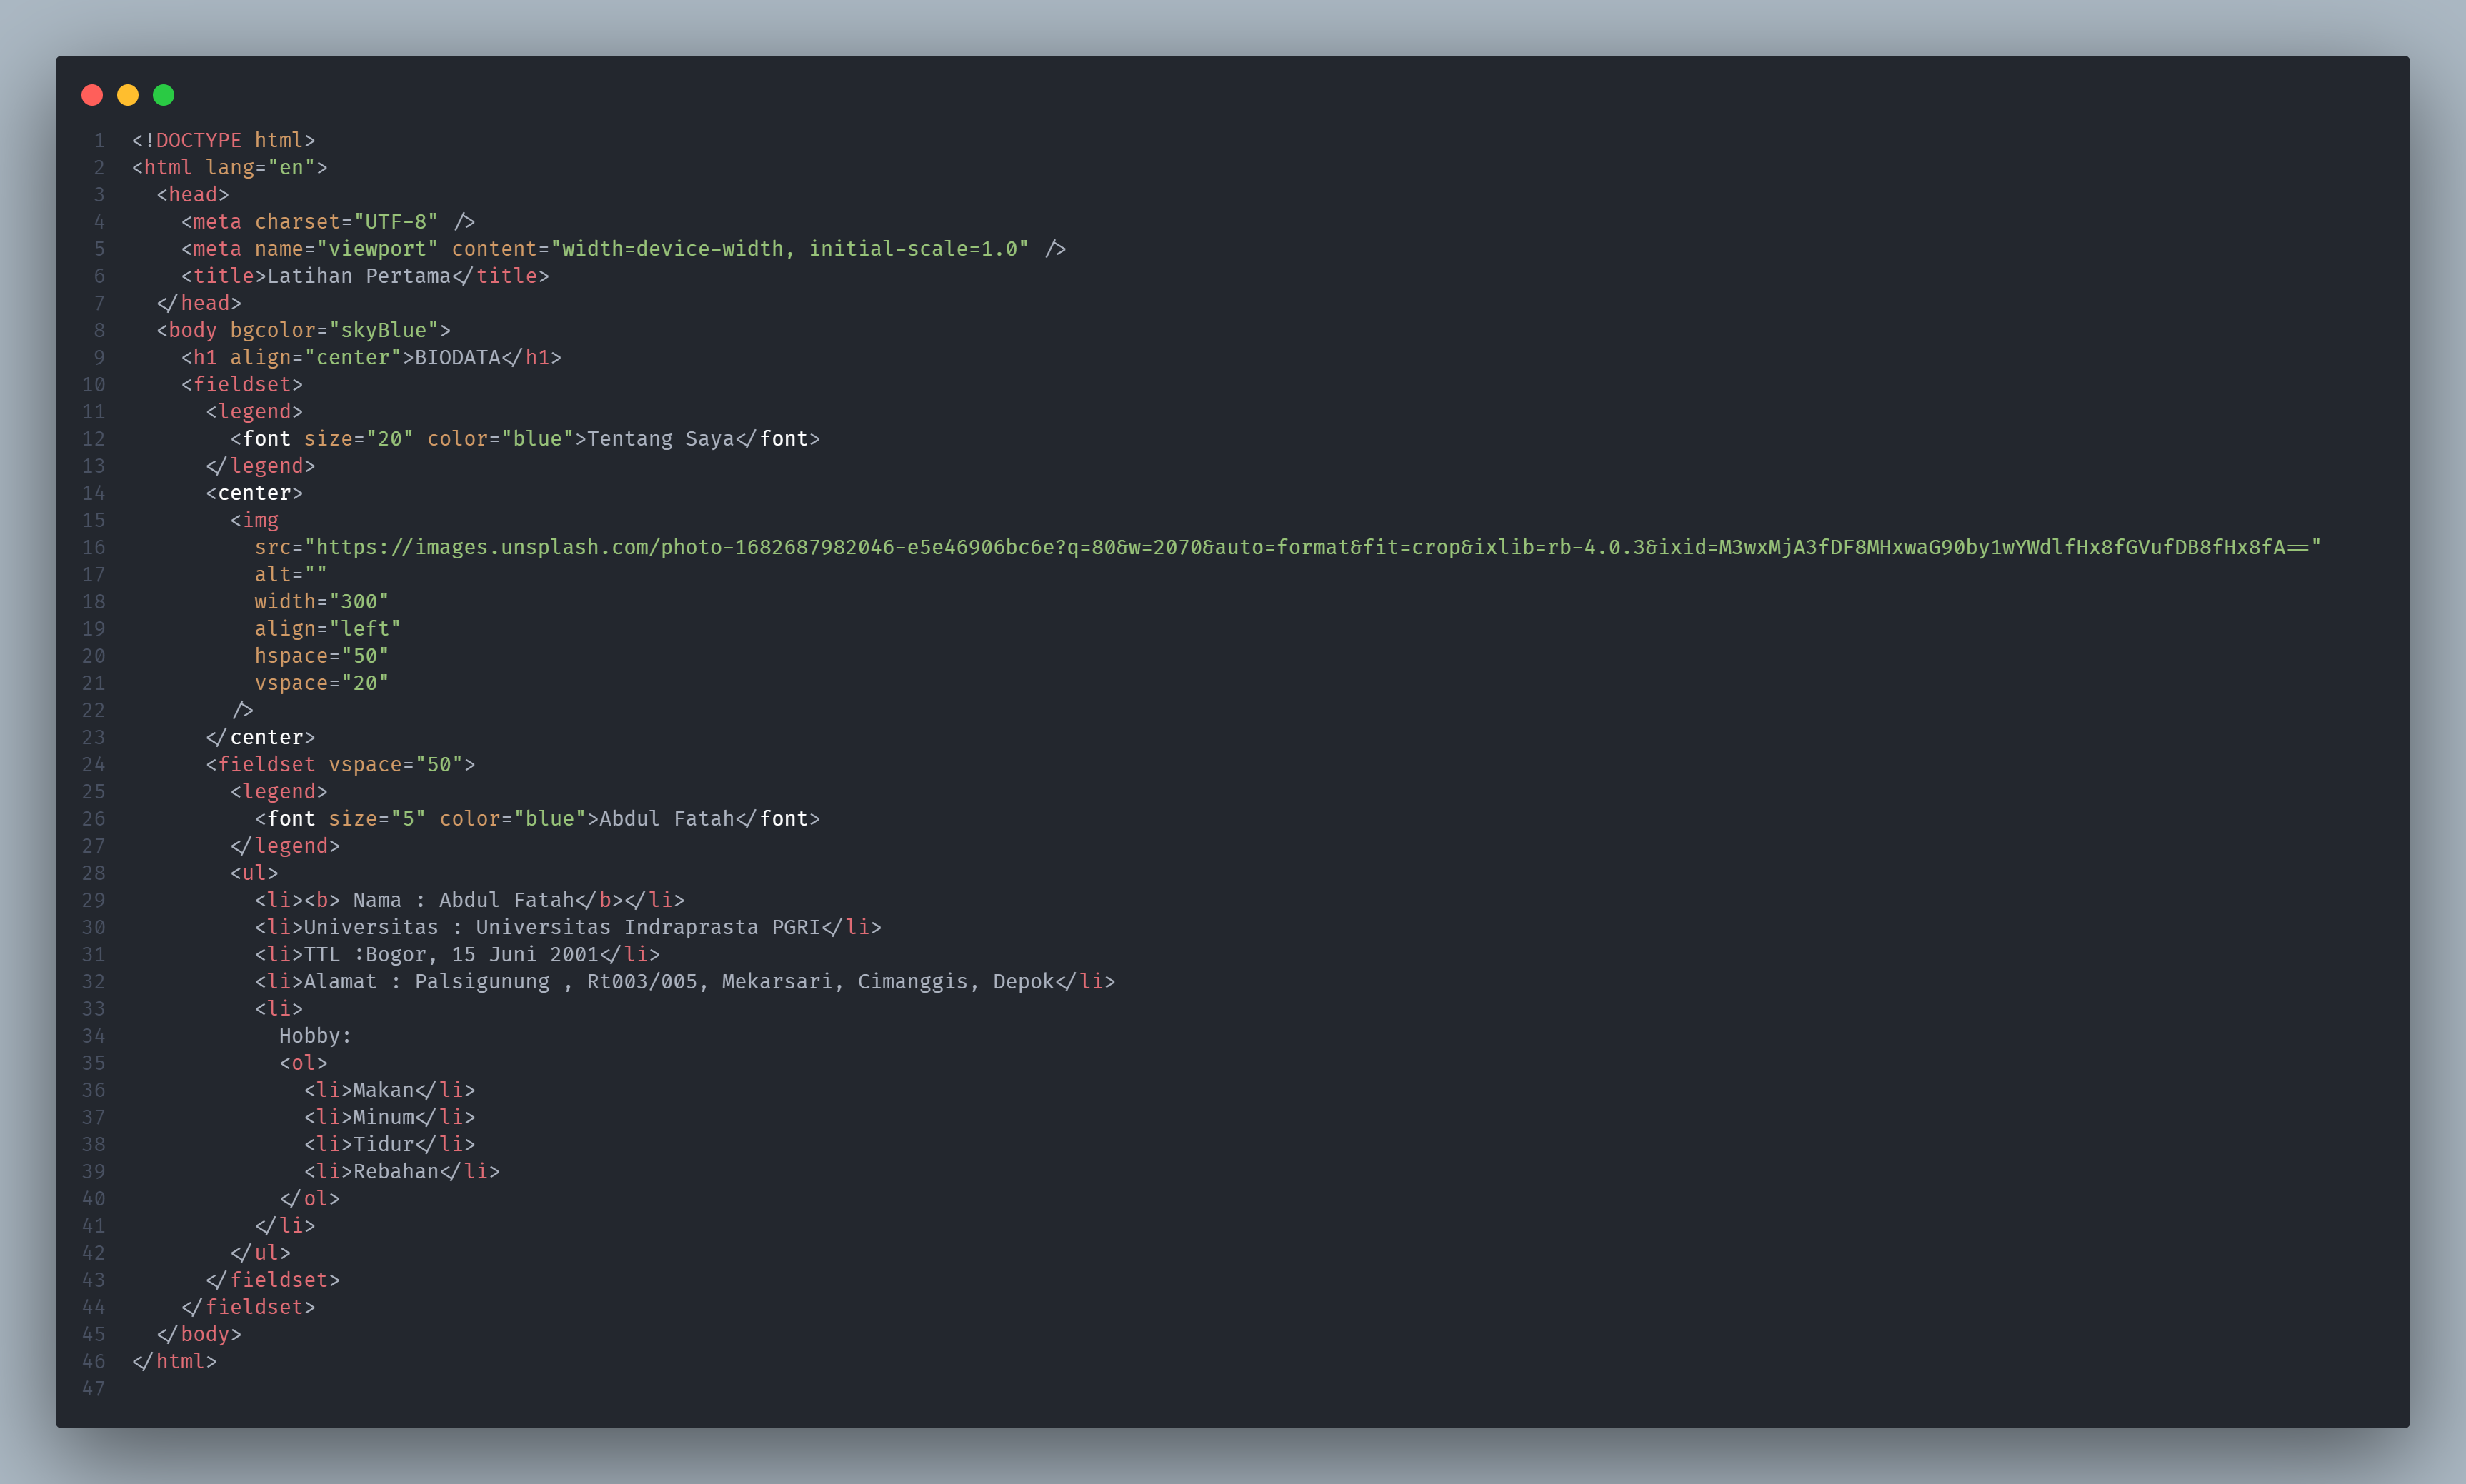 1 <!DOCTYPE html>
2 <html lang="en">
3   <head>
4     <meta charset="UTF-8" />
5     <meta name="viewport" content="width=device-width, initial-scale=1.0" />
6     <title>Latihan Pertama</title>
7   </head>
8   <body bgcolor="skyBlue">
9     <h1 align="center">BIODATA</h1>
10     <fieldset>
11       <legend>
12         <font size="20" color="blue">Tentang Saya</font>
13       </legend>
14       <center>
15         <img
16           src="https://images.unsplash.com/photo-1682687982046-e5e46906bc6e?q=80&w=2070&auto=format&fit=crop&ixlib=rb-4.0.3&ixid=M3wxMjA3fDF8MHxwaG90by1wYWdlfHx8fGVufDB8fHx8fA=="
17           alt=""
18           width="300"
19           align="left"
20           hspace="50"
21           vspace="20"
22         />
23       </center>
24       <fieldset vspace="50">
25         <legend>
26           <font size="5" color="blue">Abdul Fatah</font>
27         </legend>
28         <ul>
29           <li><b> Nama : Abdul Fatah</b></li>
30           <li>Universitas : Universitas Indraprasta PGRI</li>
31           <li>TTL :Bogor, 15 Juni 2001</li>
32           <li>Alamat : Palsigunung , Rt003/005, Mekarsari, Cimanggis, Depok</li>
33           <li>
34             Hobby:
35             <ol>
36               <li>Makan</li>
37               <li>Minum</li>
38               <li>Tidur</li>
39               <li>Rebahan</li>
40             </ol>
41           </li>
42         </ul>
43       </fieldset>
44     </fieldset>
45   </body>
46 </html>
47